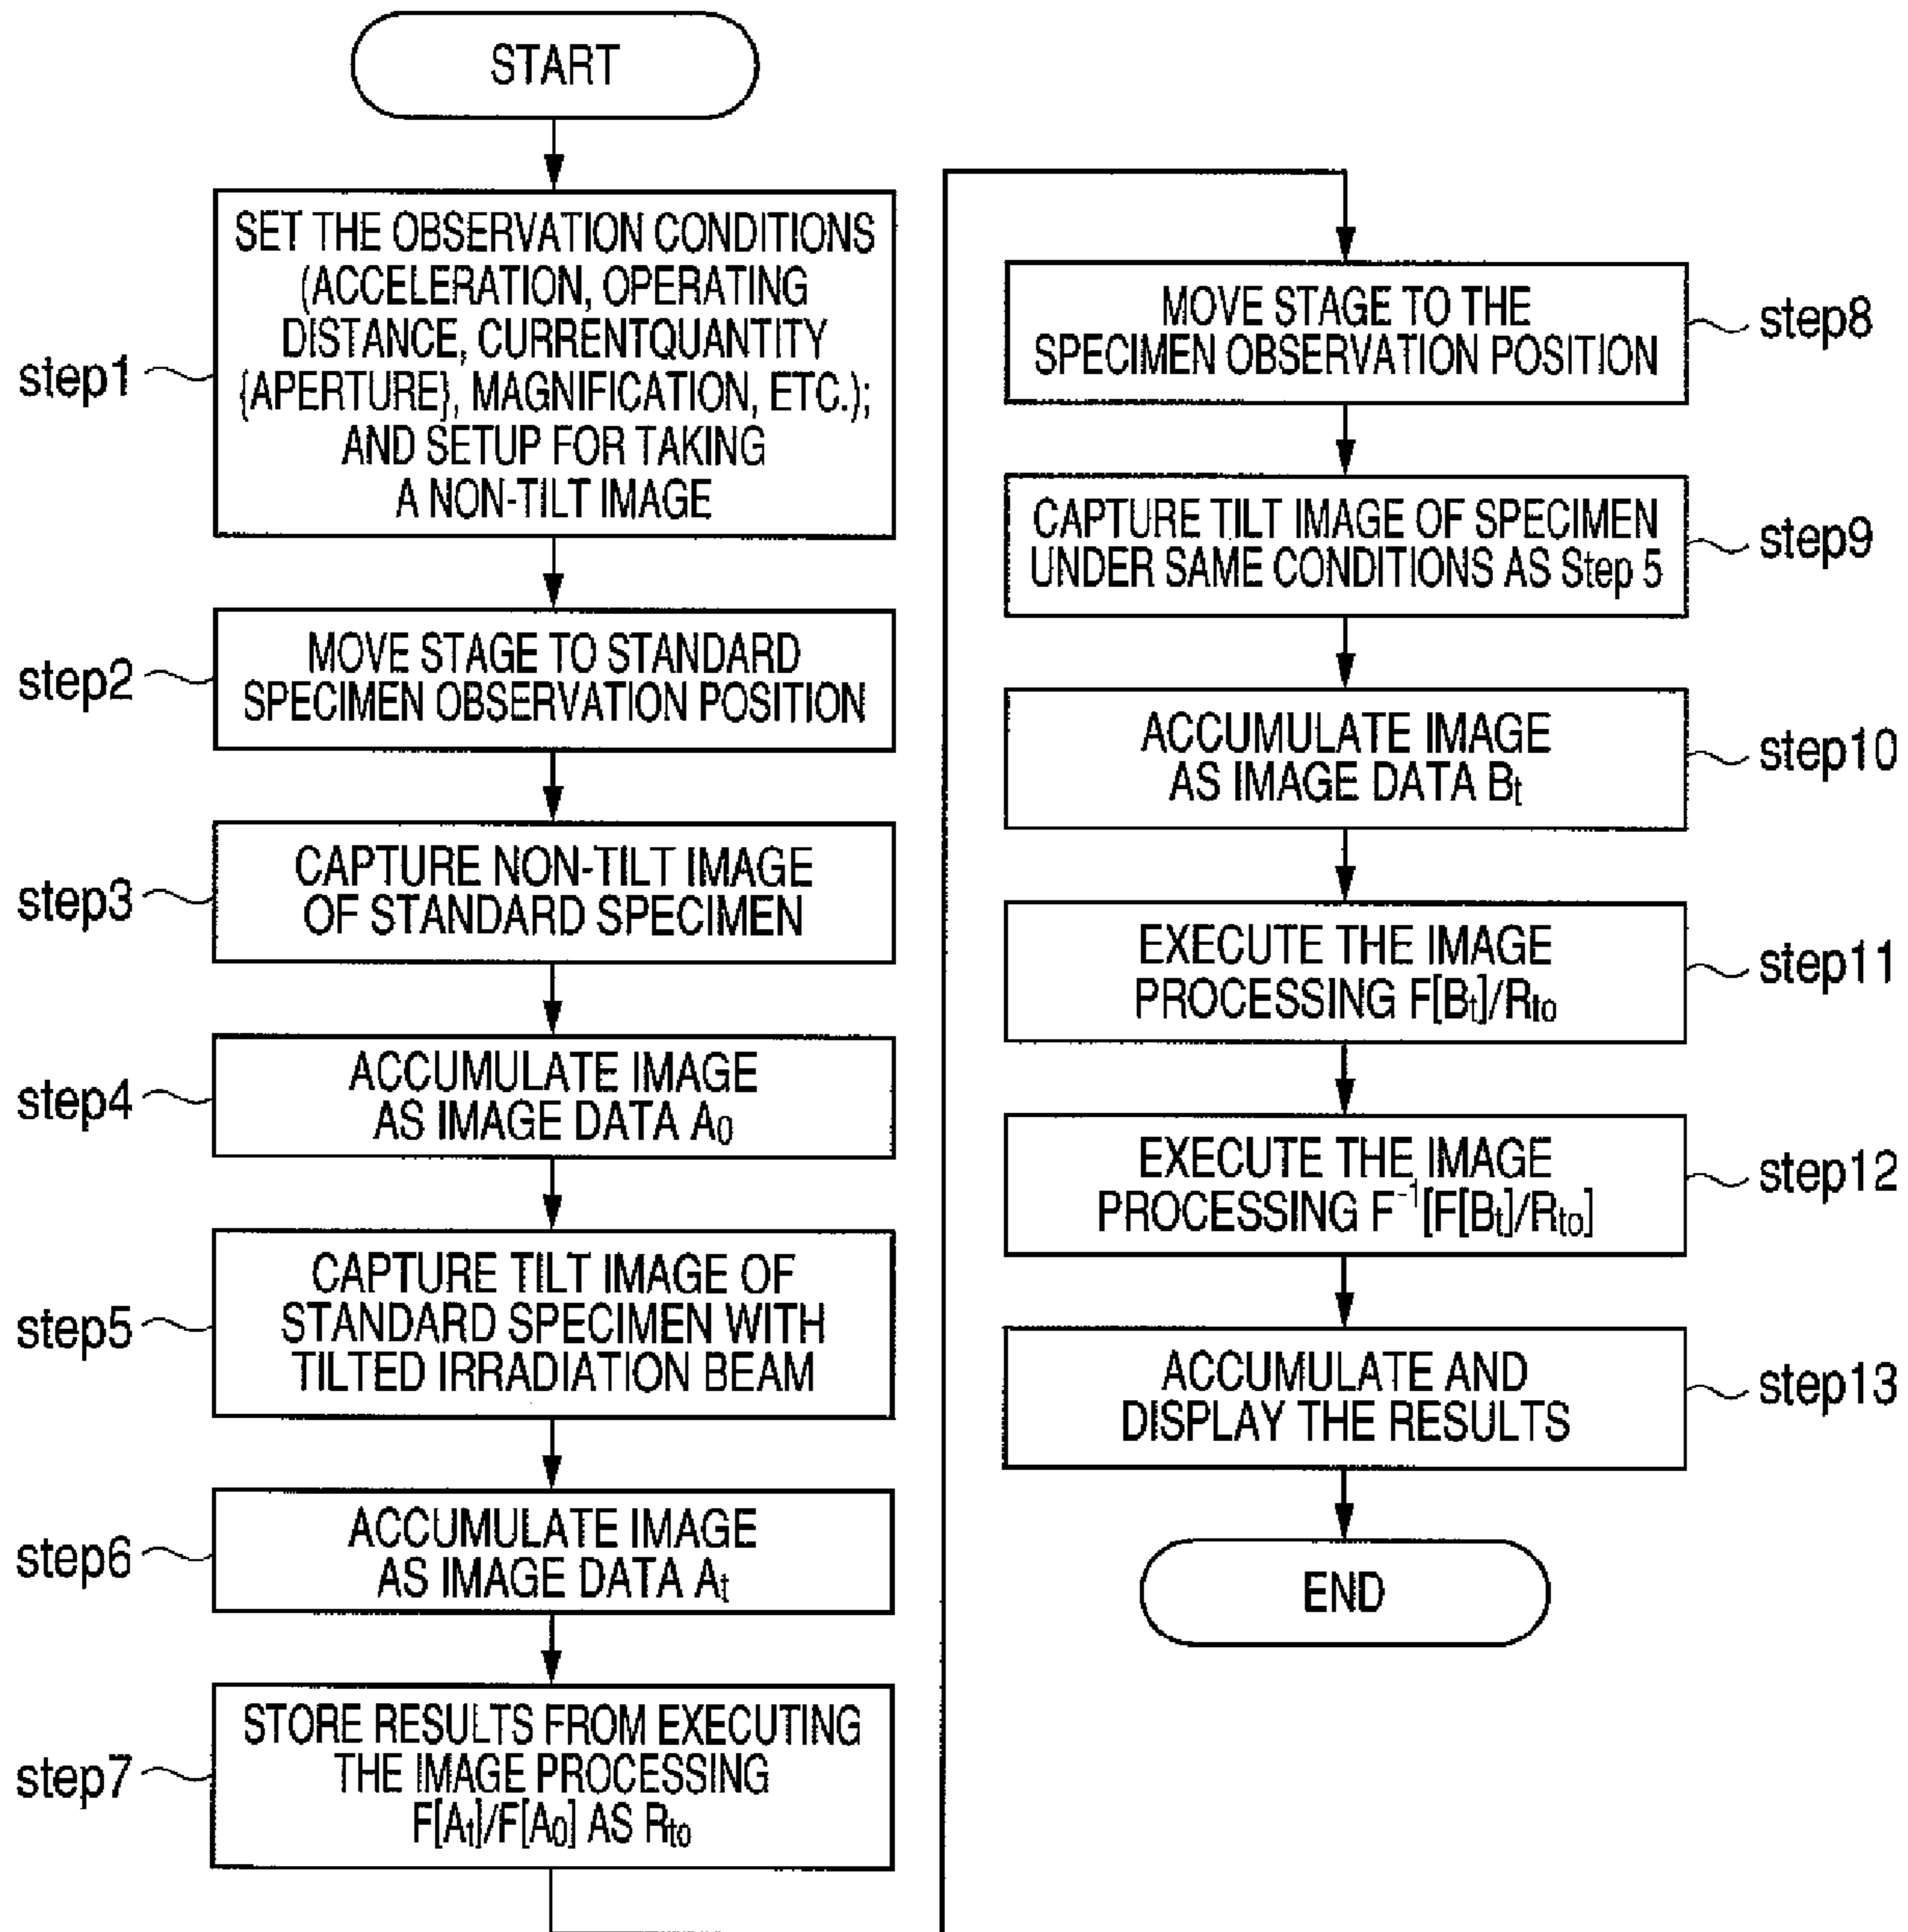 START
step1
SET THE OBSERVATION CONDITIONS
(ACCELERATION, OPERATING
DISTANCE, CURRENTQUANTITY
{APERTURE}, MAGNIFICATION, ETC.);
AND SETUP FOR TAKING
A NON-TILT IMAGE
step2
MOVE STAGE TO STANDARD
SPECIMEN OBSERVATION POSITION
step3
CAPTURE NON-TILT IMAGE
OF STANDARD SPECIMEN
step4
ACCUMULATE IMAGE
AS IMAGE DATA A₀
step5
CAPTURE TILT IMAGE OF
STANDARD SPECIMEN WITH
TILTED IRRADIATION BEAM
step6
ACCUMULATE IMAGE
AS IMAGE DATA Aₜ
step7
STORE RESULTS FROM EXECUTING
THE IMAGE PROCESSING
F[Aₜ]/F[A₀] AS Rₜₒ
step8
MOVE STAGE TO THE
SPECIMEN OBSERVATION POSITION
step9
CAPTURE TILT IMAGE OF SPECIMEN
UNDER SAME CONDITIONS AS Step 5
step10
ACCUMULATE IMAGE
AS IMAGE DATA Bₜ
step11
EXECUTE THE IMAGE
PROCESSING F[Bₜ]/Rₜₒ
step12
EXECUTE THE IMAGE
PROCESSING F⁻¹[F[Bₜ]/Rₜₒ]
step13
ACCUMULATE AND
DISPLAY THE RESULTS
END